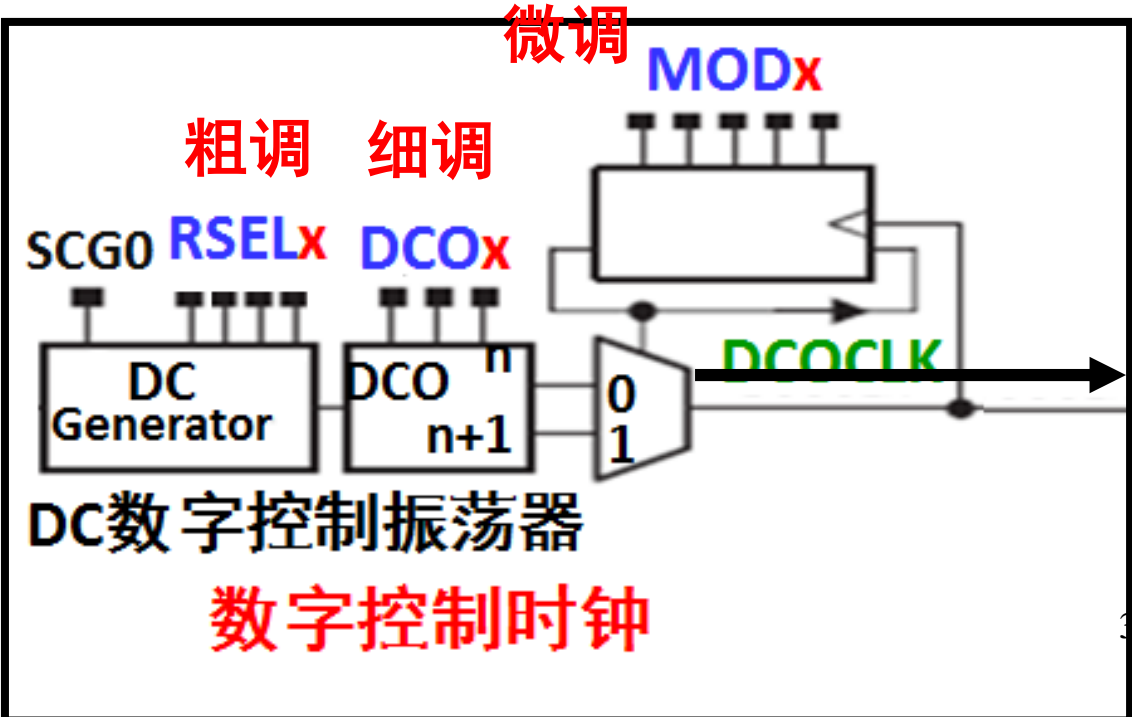 微调
MODx
粗调 细调
SCG0 RSELx DCOx
DC
Generator
DCO
n
n+1
0
1
DCOCLK
DC数字控制振荡器
数字控制时钟